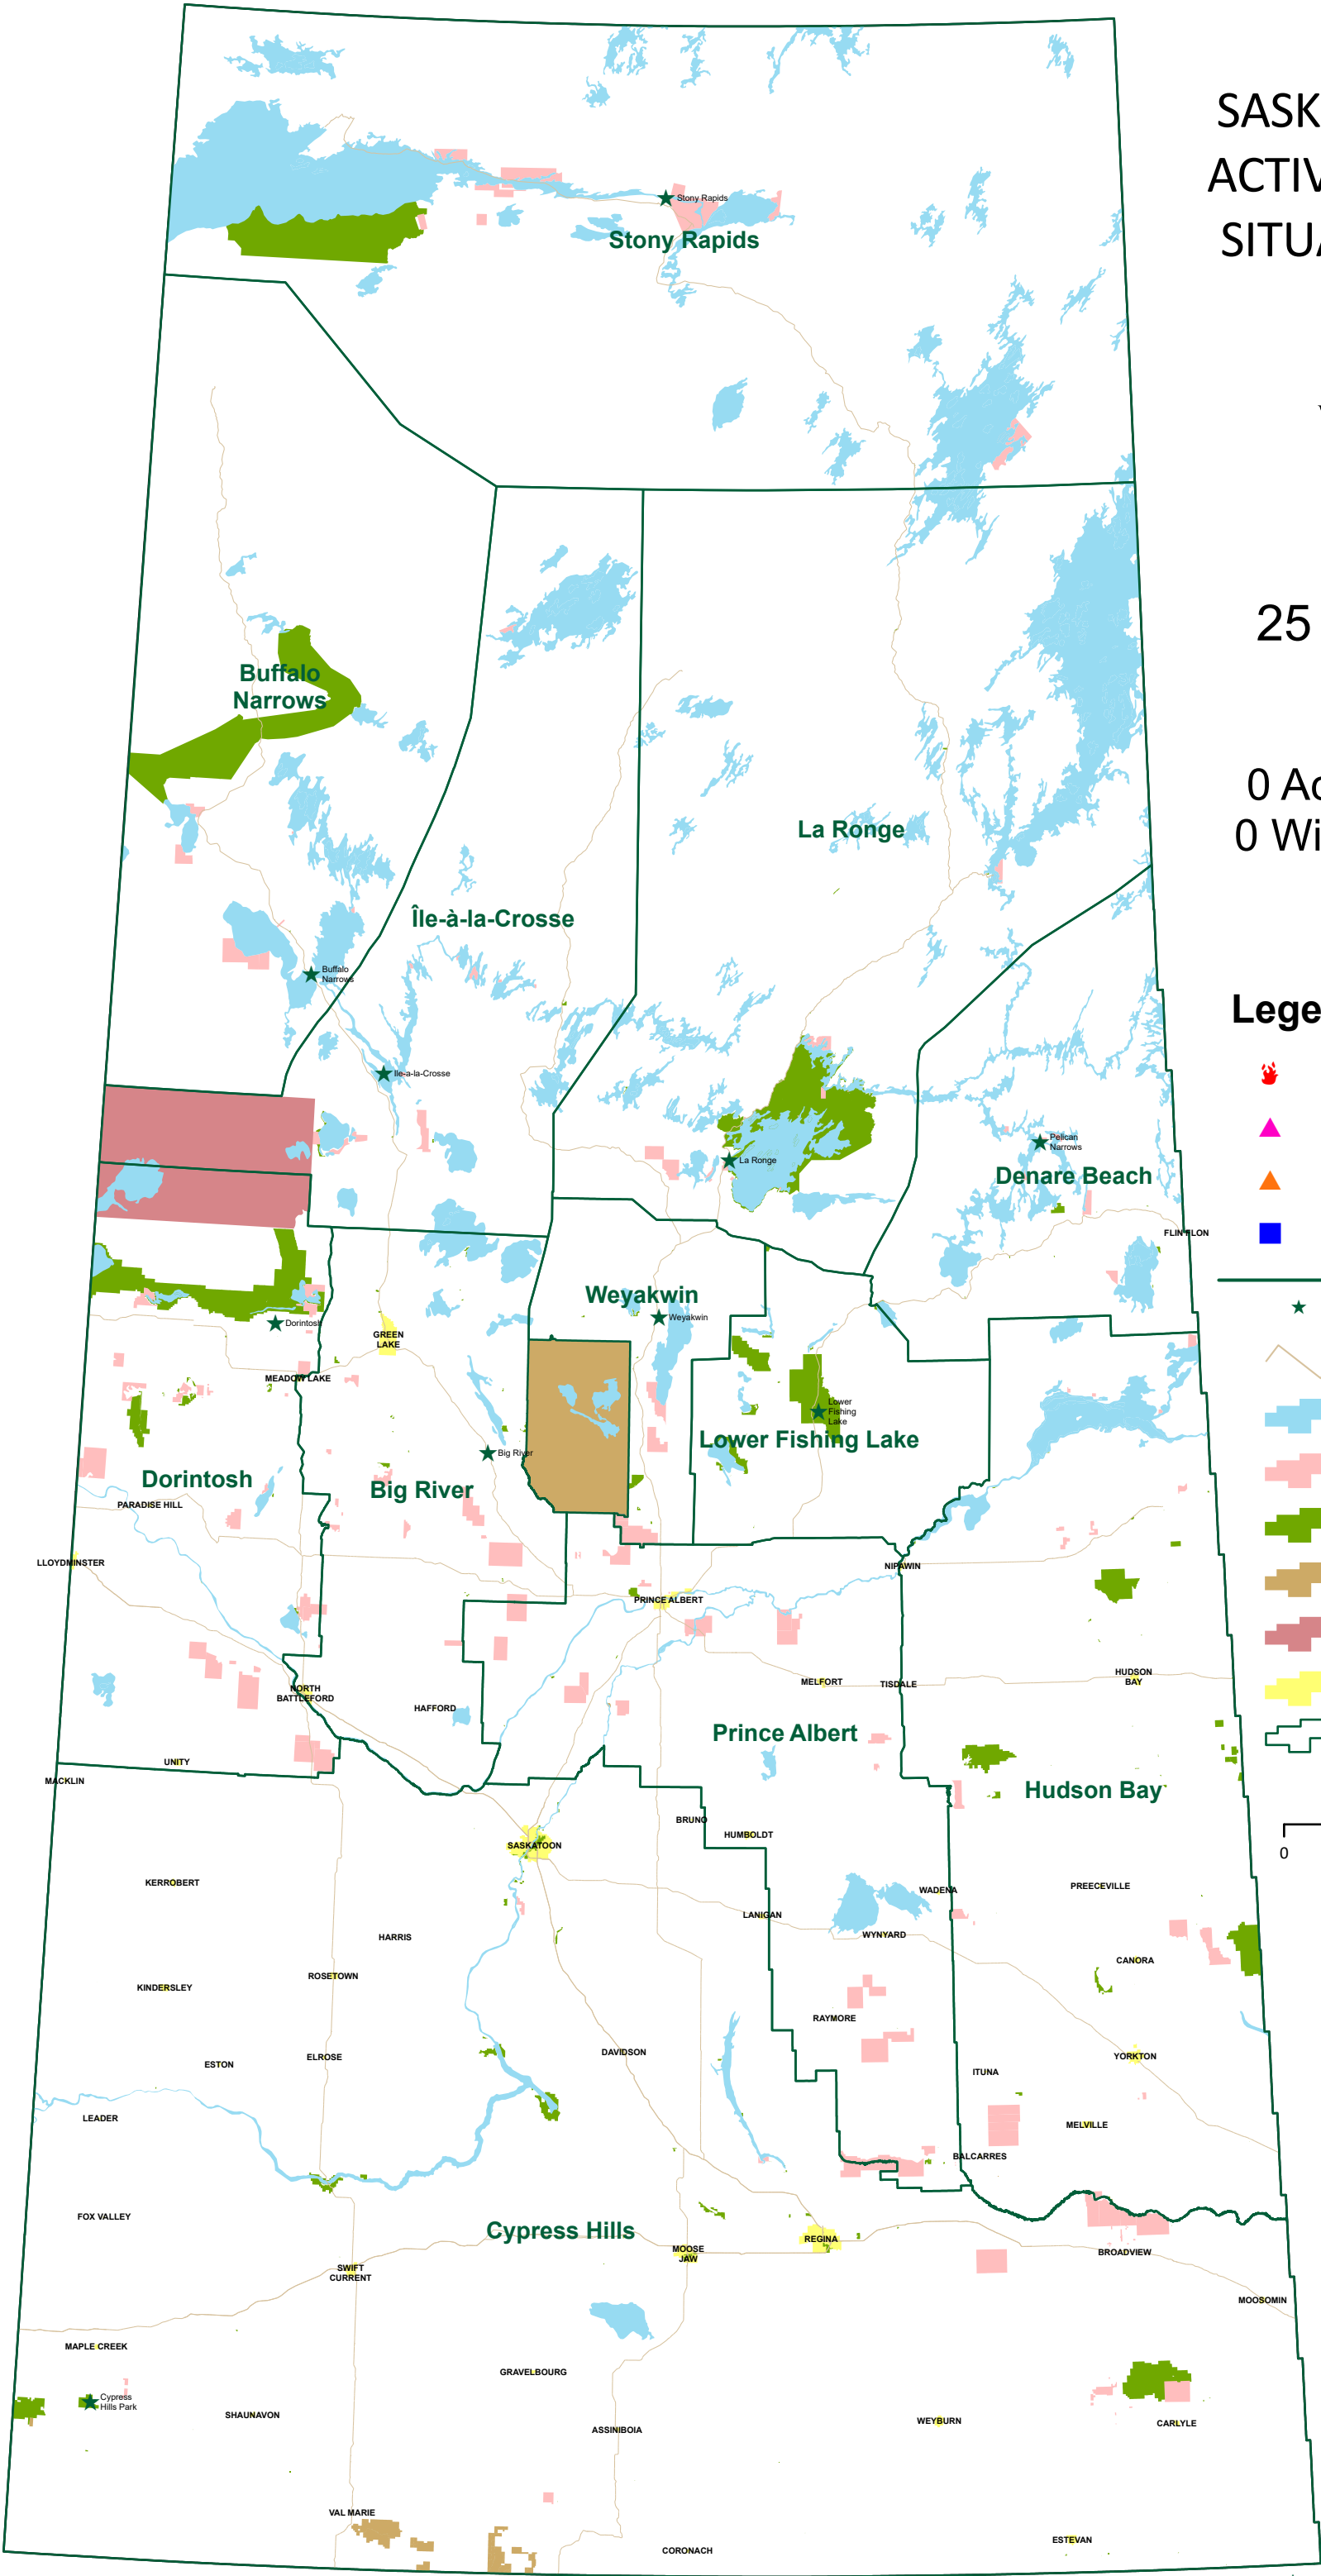 SASK
ACTIV
SITUA
Stony Rapids
Stony Rapids
25
Buffalo
Narrows
0 Ac
0 Wi
La Ronge
Île-à-la-Crosse
Buffalo
Narrows
Lege
Ile-a-la-Crosse
Pelican
Narrows
La Ronge
Denare Beach
FLIN FLON
Weyakwin
Weyakwin
Dorintosh
GREEN
LAKE
MEADOW LAKE
Lower
Fishing
Lake
Lower Fishing Lake
Big River
Dorintosh
Big River
PARADISE HILL
LLOYDMINSTER
NIPAWIN
PRINCE ALBERT
HUDSON
BAY
MELFORT
TISDALE
NORTH
BATTLEFORD
HAFFORD
Prince Albert
UNITY
MACKLIN
Hudson Bay
BRUNO
HUMBOLDT
SASKATOON
0
KERROBERT
PREECEVILLE
WADENA
LANIGAN
WYNYARD
HARRIS
CANORA
ROSETOWN
KINDERSLEY
RAYMORE
DAVIDSON
YORKTON
ELROSE
ESTON
ITUNA
LEADER
MELVILLE
BALCARRES
FOX VALLEY
Cypress Hills
REGINA
MOOSE
JAW
BROADVIEW
SWIFT
CURRENT
MOOSOMIN
MAPLE CREEK
GRAVELBOURG
Cypress
Hills Park
SHAUNAVON
WEYBURN
CARLYLE
ASSINIBOIA
VAL MARIE
ESTEVAN
CORONACH